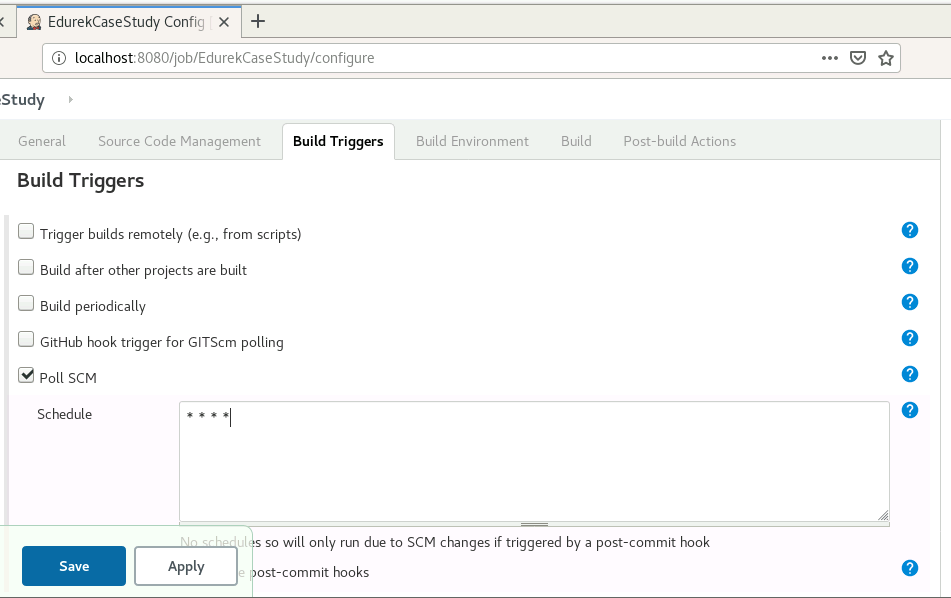 EdurekCaseStudy Config [
localhost:8080/job/EdurekCaseStudy/configure
eStudy
General Source Code Management Build Triggers Build Environment Build Post-build Actions
Build Triggers
Trigger builds remotely (e.g., from scripts)
Build after other projects are built
Build periodically
GitHub hook trigger for GITScm polling
Poll SCM
Schedule
* * * *
No schedules so will only run due to SCM changes if triggered by a post-commit hook
post-commit hooks
Save Apply